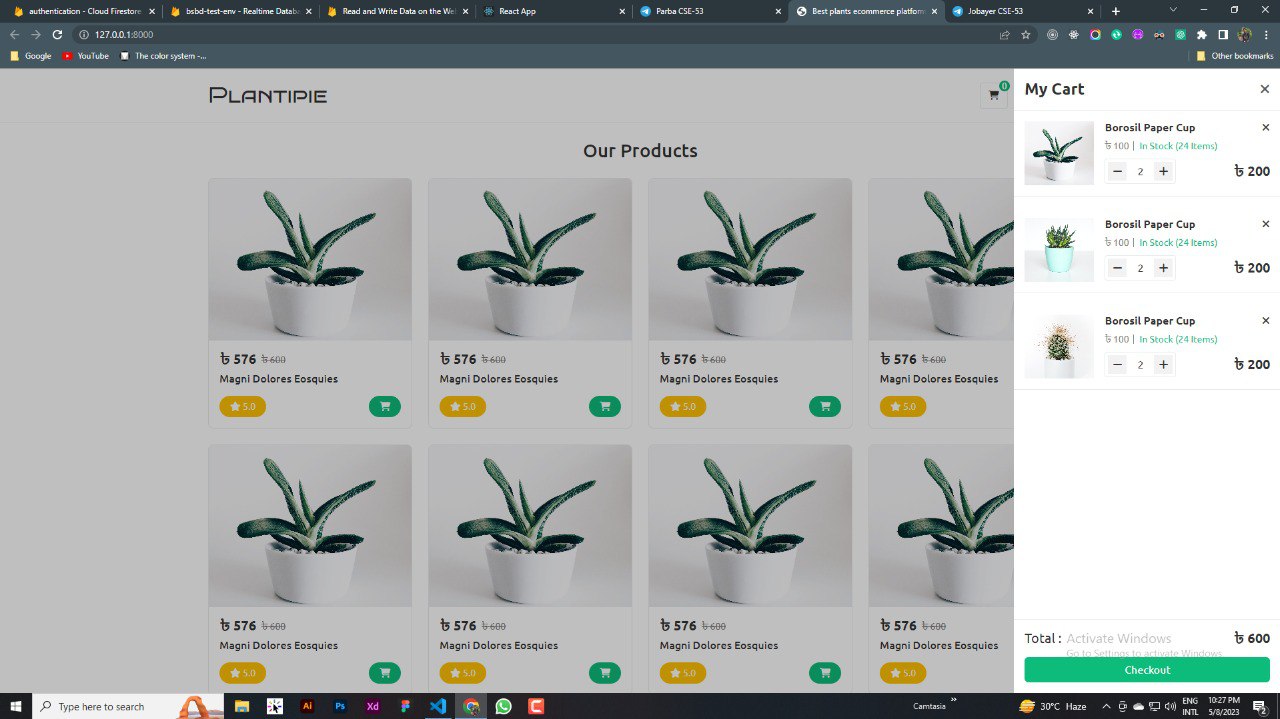 authentication - Cloud Firestore
bsbd-test-env - Realtime Databa
Read and Write Data on the Web
React App
Parba CSE-53
Best plants ecommerce platform
Jobayer CSE-53
127.0.0.1:8000
Google
YouTube
The color system –...
Other bookmarks
PLANTIPIE
0
Our Products
৳ 576 ৳ 600
Magni Dolores Eosquies
5.0
৳ 576 ৳ 600
Magni Dolores Eosquies
5.0
৳ 576 ৳ 600
Magni Dolores Eosquies
5.0
৳ 576 ৳ 600
Magni Dolores Eosquies
5.0
৳ 576 ৳ 600
Magni Dolores Eosquies
5.0
৳ 576 ৳ 600
Magni Dolores Eosquies
5.0
৳ 576 ৳ 600
Magni Dolores Eosquies
5.0
৳ 576 ৳ 600
Magni Dolores Eosquies
5.0
My Cart
Borosil Paper Cup
৳ 100 | In Stock (24 Items)
2
৳ 200
Borosil Paper Cup
৳ 100 | In Stock (24 Items)
2
৳ 200
Borosil Paper Cup
৳ 100 | In Stock (24 Items)
2
৳ 200
Total :
৳ 600
Activate Windows
Go to Settings to activate Windows
Checkout
Type here to search
Ai
Ps
Xd
Camtasia
30°C Haze
ENG
INTL
10:27 PM
5/8/2023
2